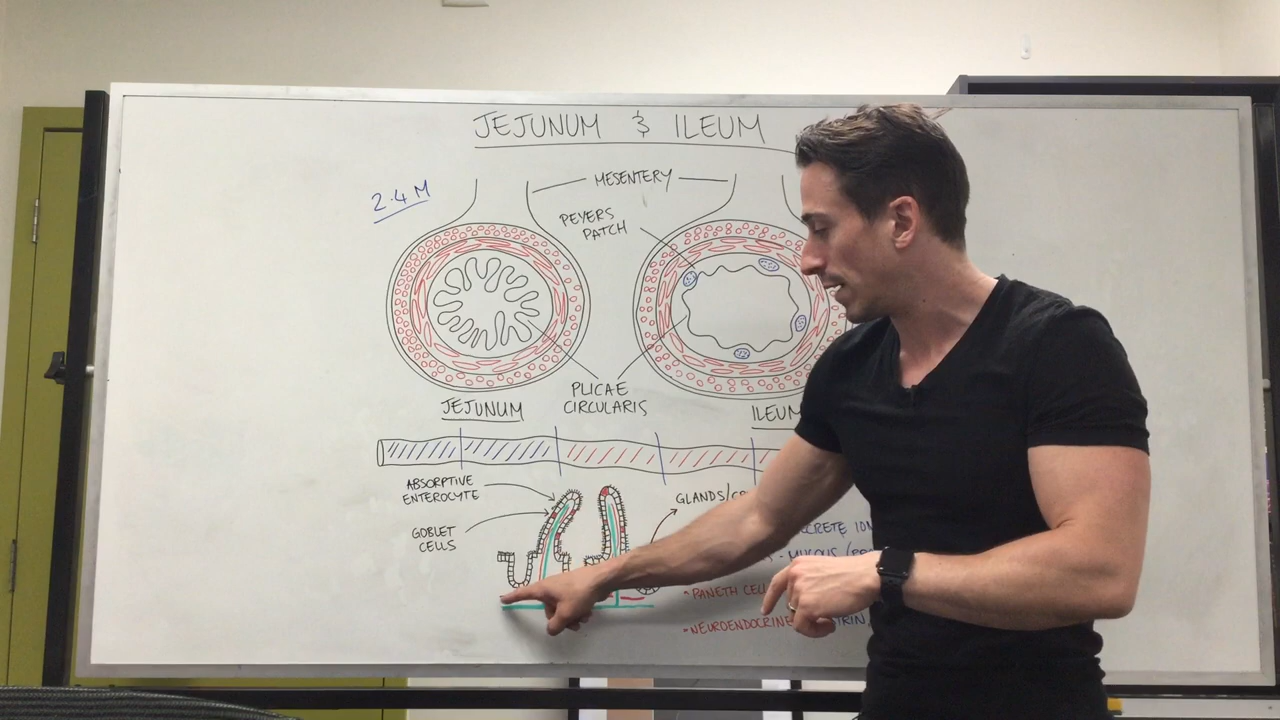 JEJUNUM & ILEUM
2.4 M
MESENTERY
PEYERS
PATCH
PLICAE
CIRCULARIS
JEJUNUM
ILEUM
ABSORPTIVE
ENTEROCYTE
GOBLET
CELLS
GLANDS/
- MUCOUS
• PANETH CELL
• NEUROENDOCRINE